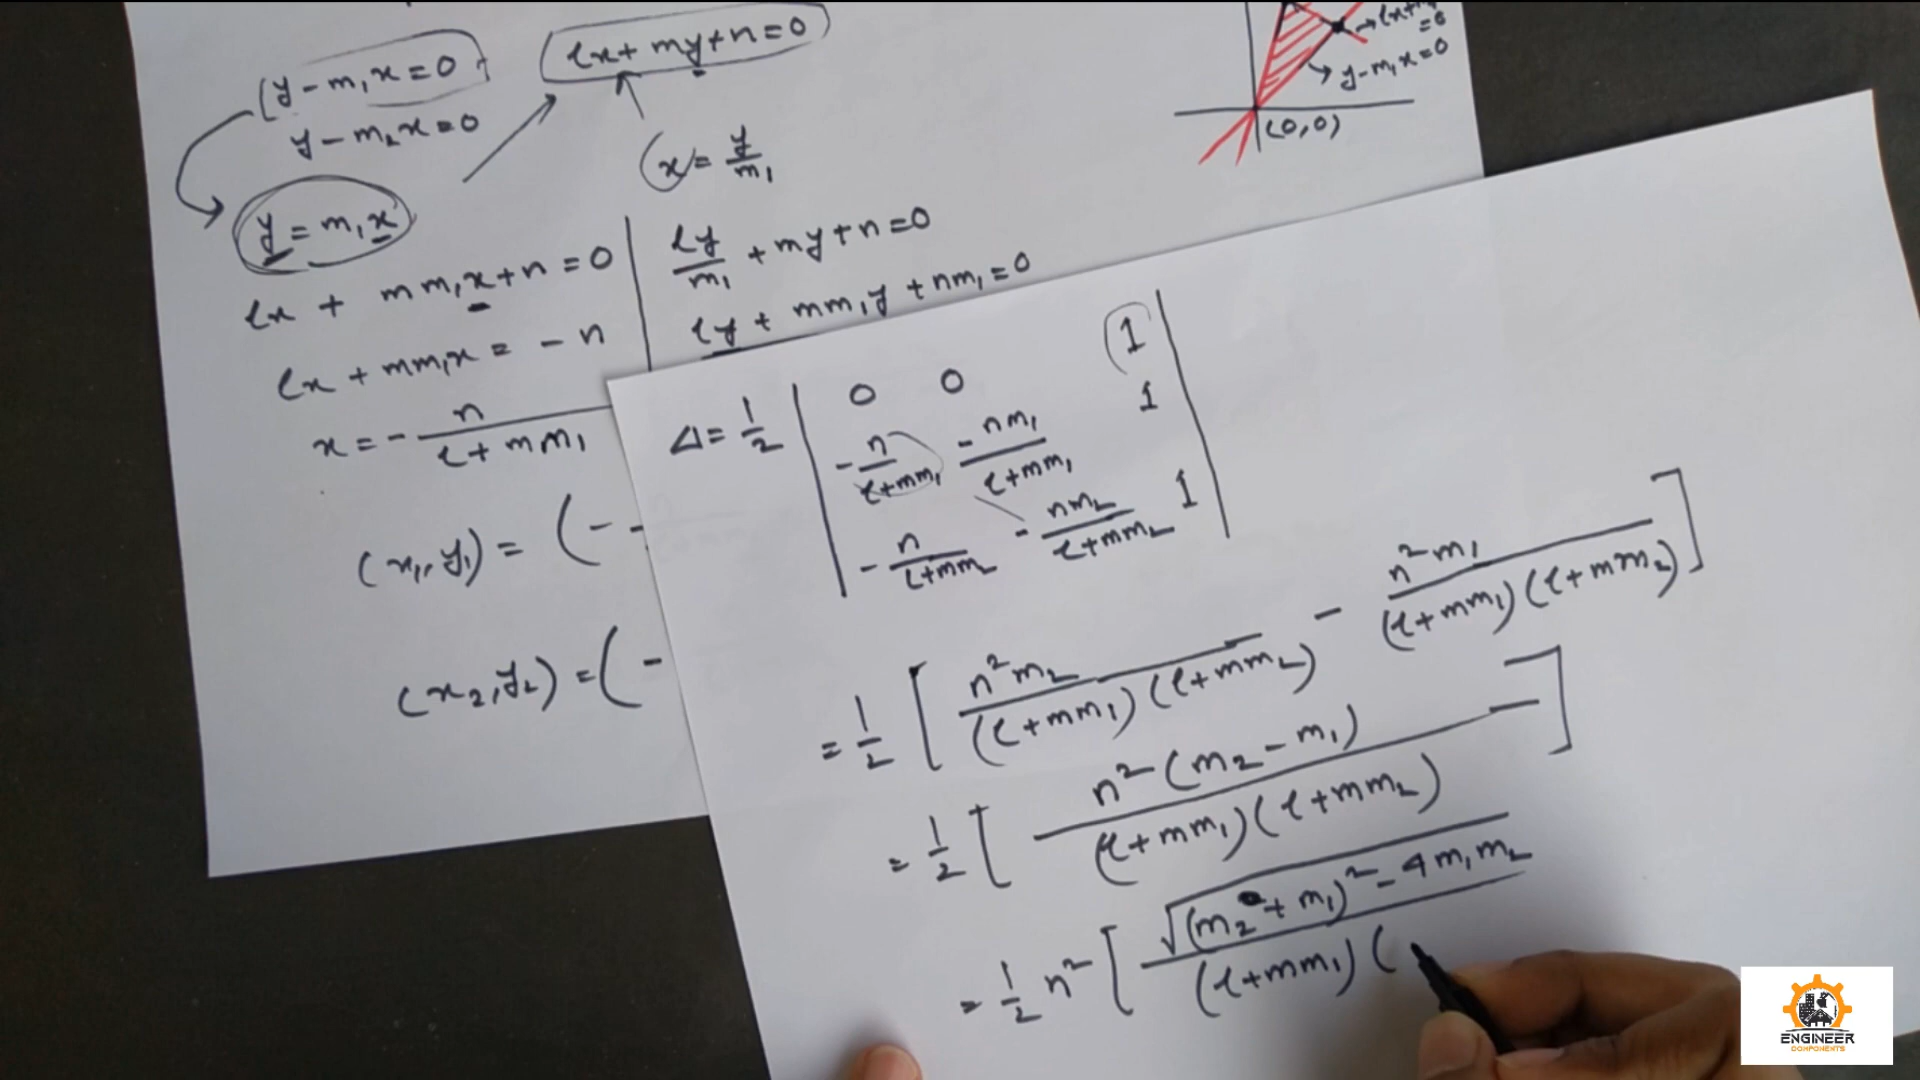 y - m₁x = 0
y - m₂x = 0
lx + my + n = 0
x = y/m₁
y = m₁x
lx + mm₁x + n = 0
lx + mm₁x = - n
x = - n/(l + mm₁)
(x₁, y₁) = ( -
(x₂, y₂) = ( -
ly/m₁ + my + n = 0
ly + mm₁y + nm₁ = 0
= 0
y - m₁x = 0
(0,0)
Δ = 1/2 | 0 0 1 |
| -n/(l+mm₁) -nm₁/(l+mm₁) 1 |
| -n/(l+mm₂) -nm₂/(l+mm₂) 1 |
= 1/2 [ n²m₂/(l+mm₁)(l+mm₂) - n²m₁/(l+mm₁)(l+mm₂) ]
= 1/2 [ n²(m₂ - m₁)/(l+mm₁)(l+mm₂) ]
= 1/2 n² [ √(m₂ + m₁)² - 4m₁m₂/(l+mm₁)(
ENGINEER
COMPONENTS